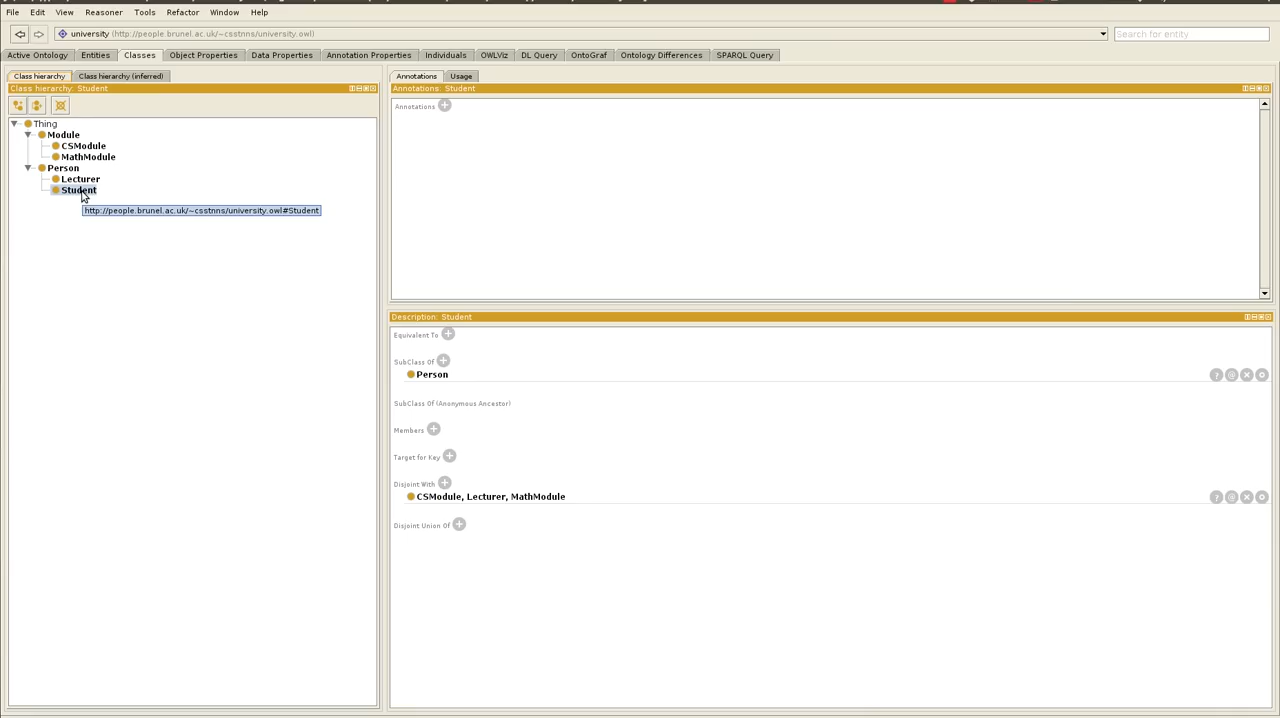 File Edit View Reasoner Tools Refactor Window Help
university (http://people.brunel.ac.uk/~csstnns/university.owl)
Search for entity
Active Ontology Entities Classes Object Properties Data Properties Annotation Properties Individuals OWLViz DL Query OntoGraf Ontology Differences SPARQL Query
Class hierarchy Class hierarchy (inferred)
Class hierarchy: Student
Thing
Module
CSModule
MathModule
Person
Lecturer
Student
http://people.brunel.ac.uk/~csstnns/university.owl#Student
Annotations Usage
Annotations: Student
Annotations
Description: Student
Equivalent To
SubClass Of
Person
SubClass Of (Anonymous Ancestor)
Members
Target for Key
Disjoint With
CSModule, Lecturer, MathModule
Disjoint Union Of